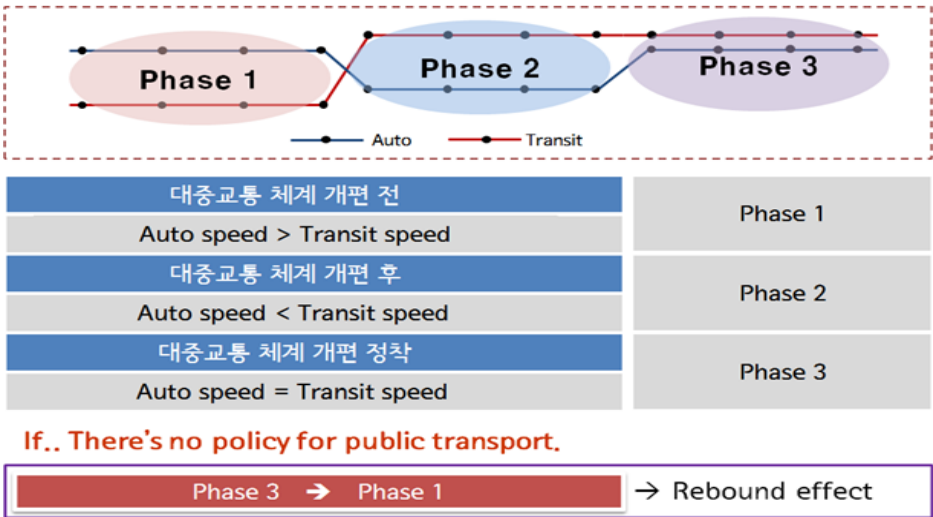 Phase 1
Phase 2
Phase 3
Auto
Transit
대중교통 체계 개편 전
Auto speed > Transit speed
Phase 1
대중교통 체계 개편 후
Auto speed < Transit speed
Phase 2
대중교통 체계 개편 정착
Auto speed = Transit speed
Phase 3
If.. There's no policy for public transport.
Phase 3 ➔ Phase 1
→ Rebound effect